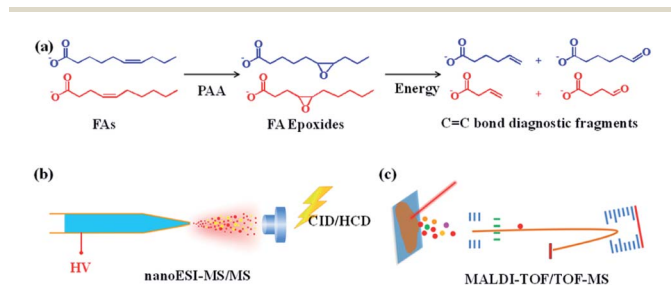 (a)
O
O
O
O
O
O
O
+
O
PAA
Energy
O
O
O
O
O
O
+
O
O
FAs
FA Epoxides
C=C bond diagnostic fragments
(b)
(c)
CID/HCD
HV
nanoESI-MS/MS
MALDI-TOF/TOF-MS